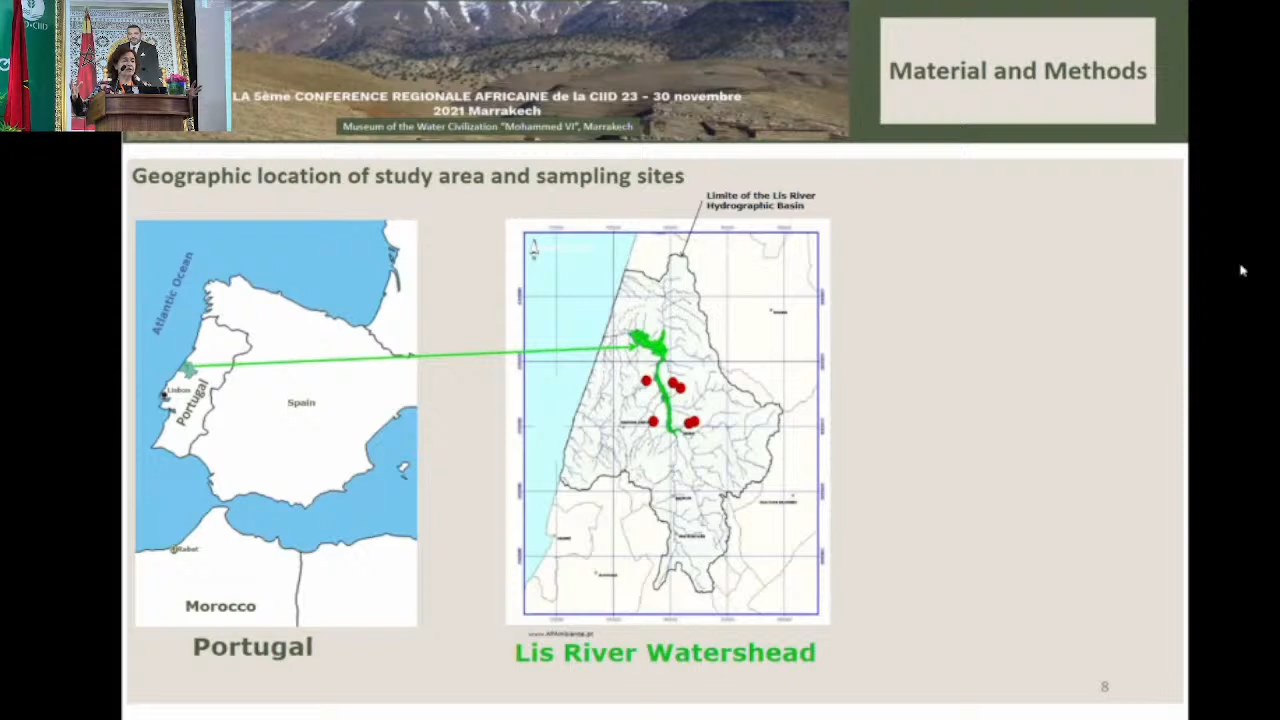 CIID
LA 5ème CONFERENCE REGIONALE AFRICAINE de la CIID 23 - 30 novembre
2021 Marrakech
Museum of the Water Civilization "Mohammed VI", Marrakech
Material and Methods
Geographic location of study area and sampling sites
Limite of the Lis River
Hydrographic Basin
Atlantic Ocean
Lisbon
Portugal
Spain
Rabat
Morocco
Portugal
Lis River Watershead
8